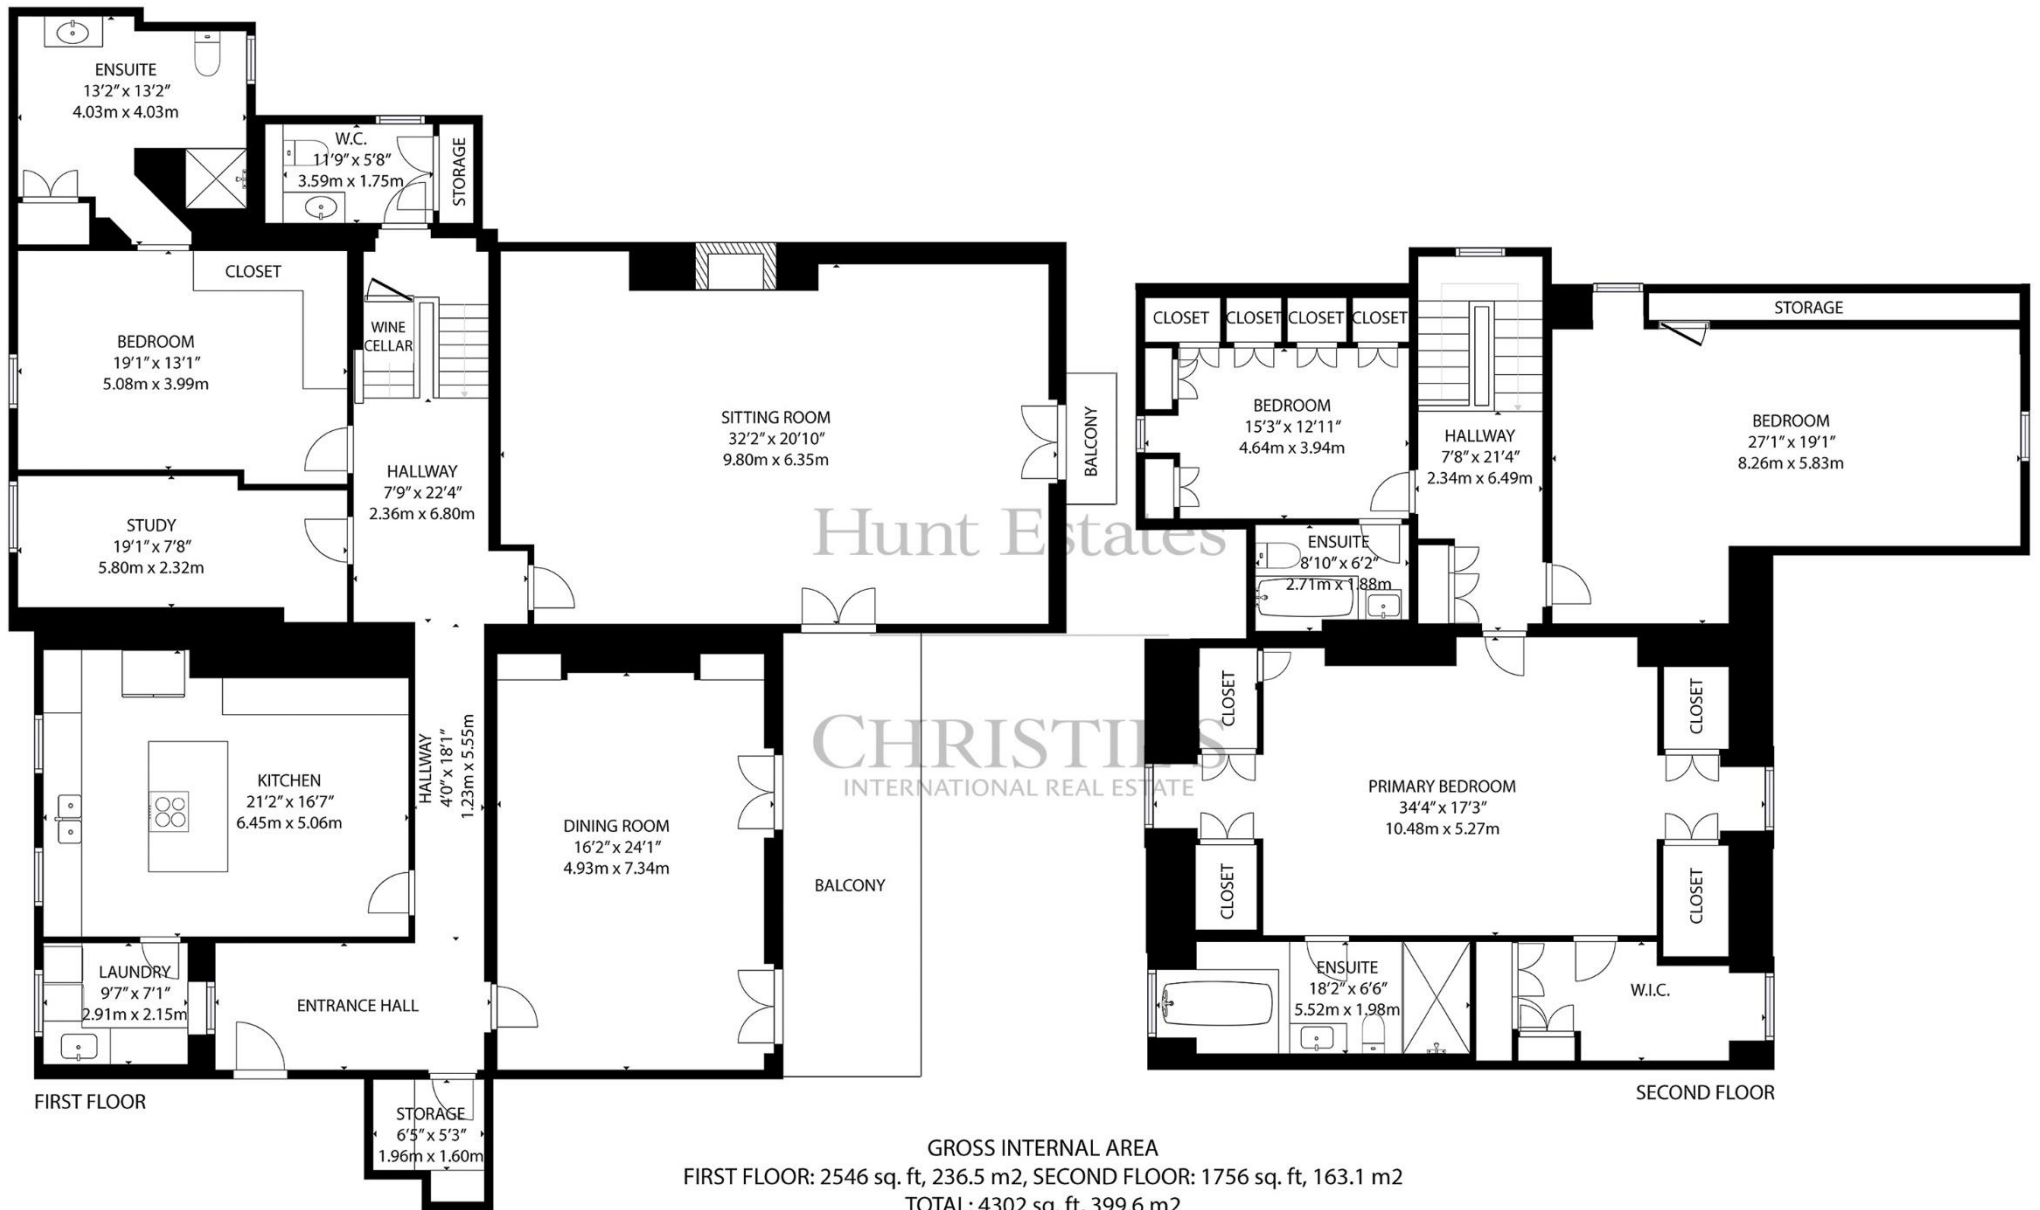 ENSUITE
13'2" x 13'2"
4.03m x 4.03m
W.C.
11'9" x 5'8"
3.59m x 1.75m
STORAGE
CLOSET
BEDROOM
19'1" x 13'1"
5.08m x 3.99m
WINE
CELLAR
STUDY
19'1" x 7'8"
5.80m x 2.32m
HALLWAY
7'9" x 22'4"
2.36m x 6.80m
SITTING ROOM
32'2" x 20'10"
9.80m x 6.35m
BALCONY
KITCHEN
21'2" x 16'7"
6.45m x 5.06m
HALLWAY
4'0" x 18'1"
1.23m x 5.55m
DINING ROOM
16'2" x 24'1"
4.93m x 7.34m
BALCONY
LAUNDRY
9'7" x 7'1"
2.91m x 2.15m
ENTRANCE HALL
STORAGE
6'5" x 5'3"
1.96m x 1.60m
FIRST FLOOR
Hunt Estates
CHRISTIE'S
INTERNATIONAL REAL ESTATE
CLOSET
CLOSET
CLOSET
CLOSET
BEDROOM
15'3" x 12'11"
4.64m x 3.94m
HALLWAY
7'8" x 21'4"
2.34m x 6.49m
STORAGE
BEDROOM
27'1" x 19'1"
8.26m x 5.83m
ENSUITE
8'10" x 6'2"
2.71m x 1.88m
CLOSET
CLOSET
PRIMARY BEDROOM
34'4" x 17'3"
10.48m x 5.27m
CLOSET
CLOSET
ENSUITE
18'2" x 6'6"
5.52m x 1.98m
W.I.C.
SECOND FLOOR
GROSS INTERNAL AREA
FIRST FLOOR: 2546 sq. ft, 236.5 m2, SECOND FLOOR: 1756 sq. ft, 163.1 m2
TOTAL: 4302 sq. ft, 399.6 m2